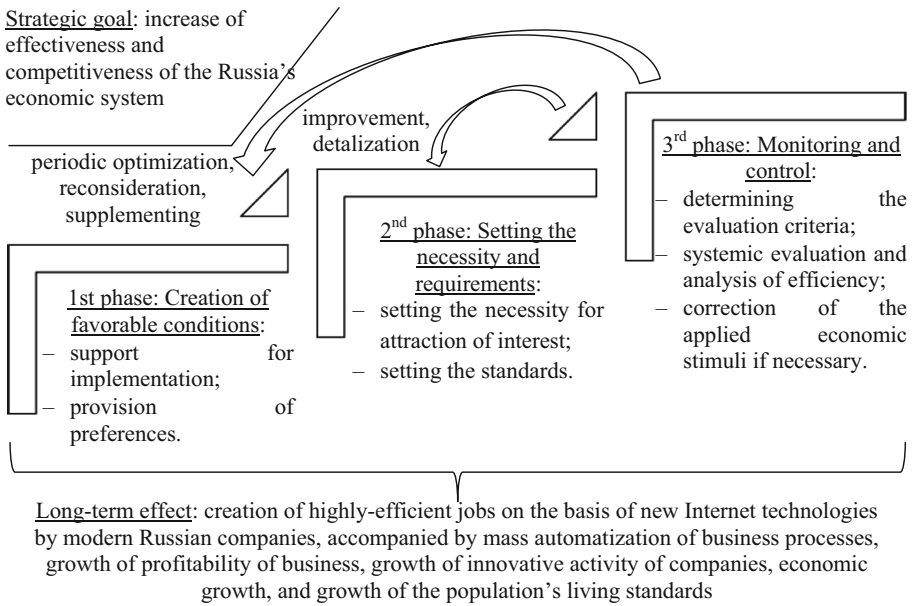 Strategic goal: increase of
effectiveness and
competitiveness of the Russia's
economic system
periodic optimization,
reconsideration,
supplementing
improvement,
detalization
1st phase: Creation of
favorable conditions:
– support for
implementation;
– provision of
preferences.
2nd phase: Setting the
necessity and
requirements:
– setting the necessity for
attraction of interest;
– setting the standards.
3rd phase: Monitoring and
control:
– determining the
evaluation criteria;
– systemic evaluation and
analysis of efficiency;
– correction of the
applied economic
stimuli if necessary.
Long-term effect: creation of highly-efficient jobs on the basis of new Internet technologies
by modern Russian companies, accompanied by mass automatization of business processes,
growth of profitability of business, growth of innovative activity of companies, economic
growth, and growth of the population's living standards